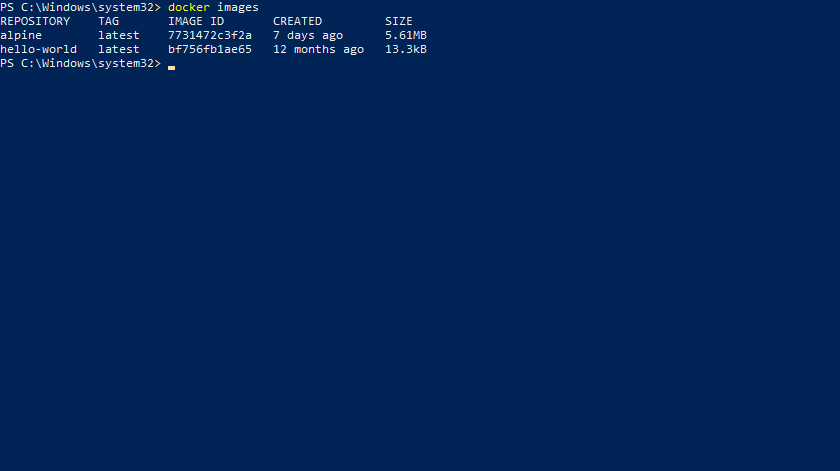 PS C:\Windows\system32> docker images
REPOSITORY    TAG       IMAGE ID       CREATED         SIZE
alpine        latest    7731472c3f2a   7 days ago      5.61MB
hello-world   latest    bf756fb1ae65   12 months ago   13.3kB
PS C:\Windows\system32>